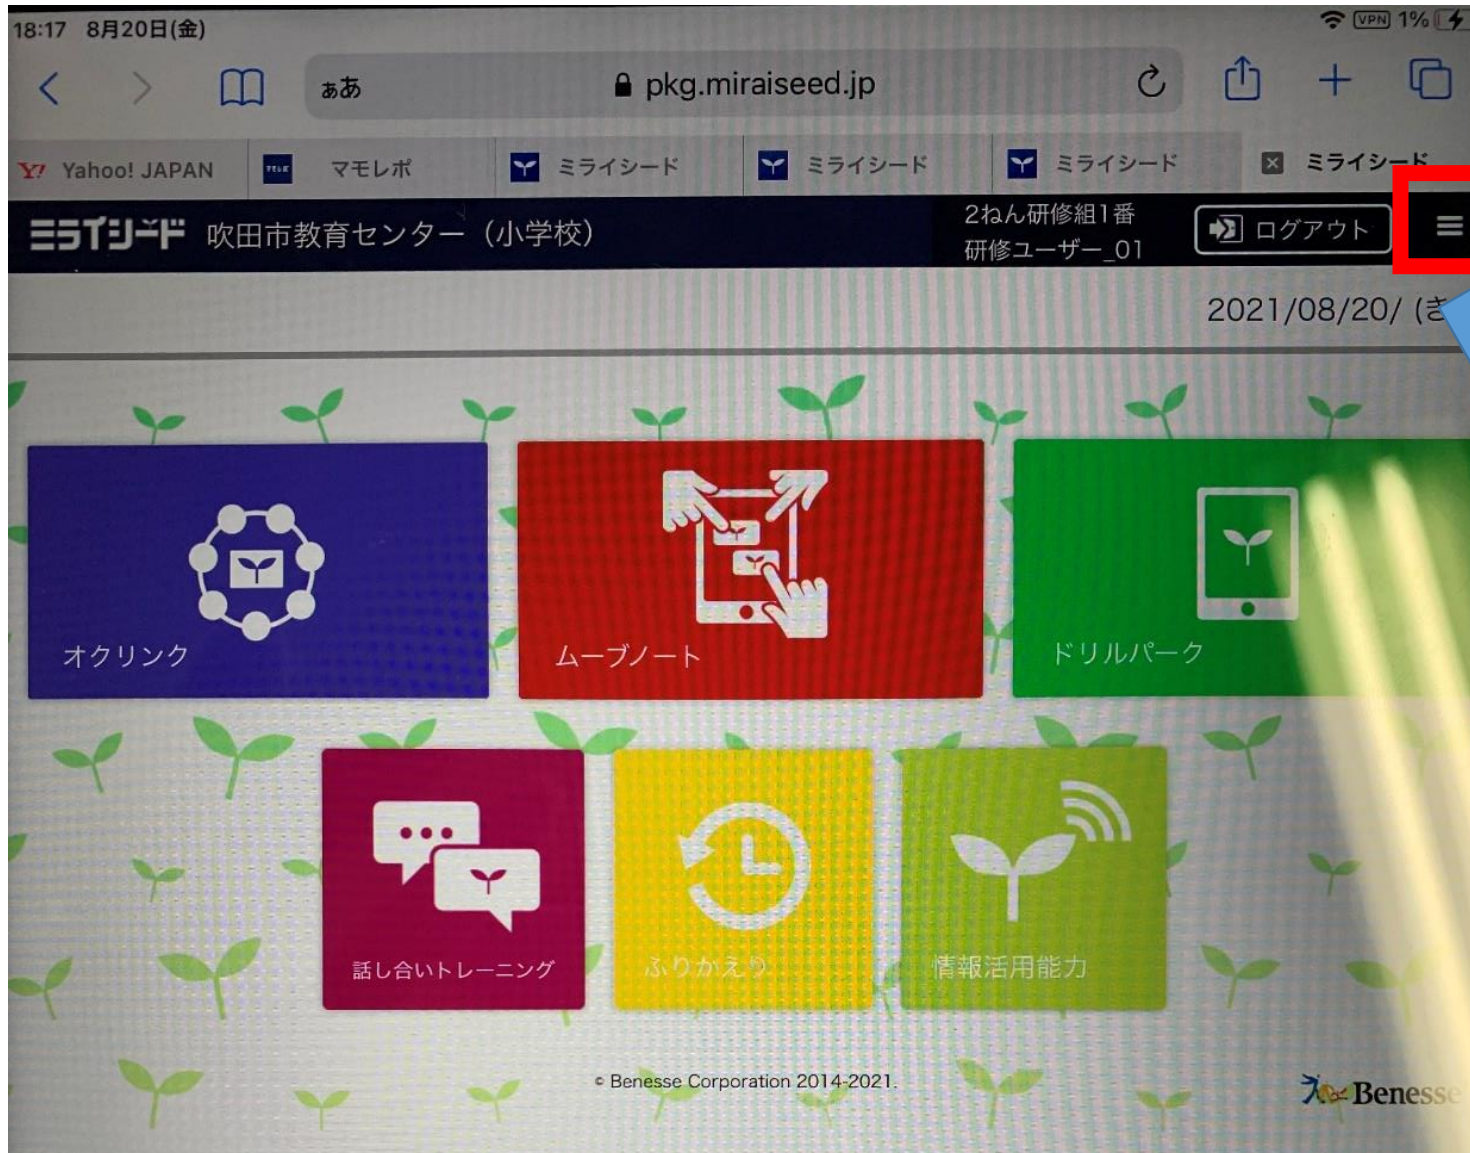 18:17 8月20日(金)
VPN 1%
ぁあ pkg.miraiseed.jp
Yahoo! JAPAN マモレポ ミライシード ミライシード ミライシード ミライシード
ミライシード 吹田市教育センター（小学校） 2ねん研修組1番 ログアウト
研修ユーザー_01
2021/08/20/ (き
オクリンク ムーブノート ドリルパーク
話し合いトレーニング ふりかえり 情報活用能力
© Benesse Corporation 2014-2021.
Benesse